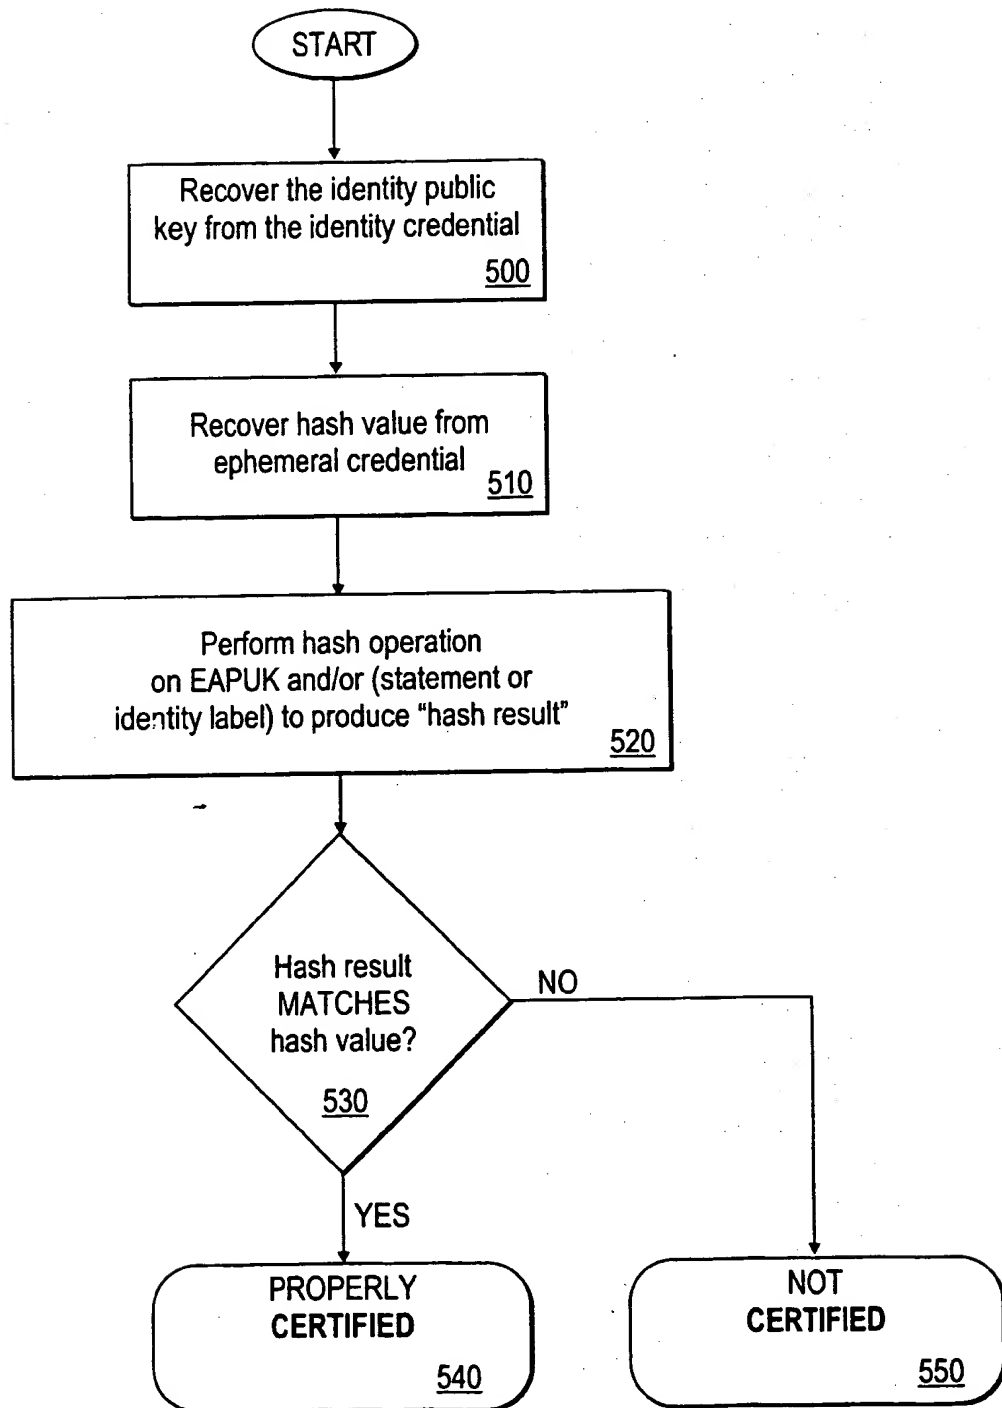 START
Recover the identity public
key from the identity credential
500
Recover hash value from
ephemeral credential
510
Perform hash operation
on EAPUK and/or (statement or
identity label) to produce “hash result”
520
Hash result
MATCHES
hash value?
530
NO
YES
PROPERLY
CERTIFIED
540
NOT
CERTIFIED
550